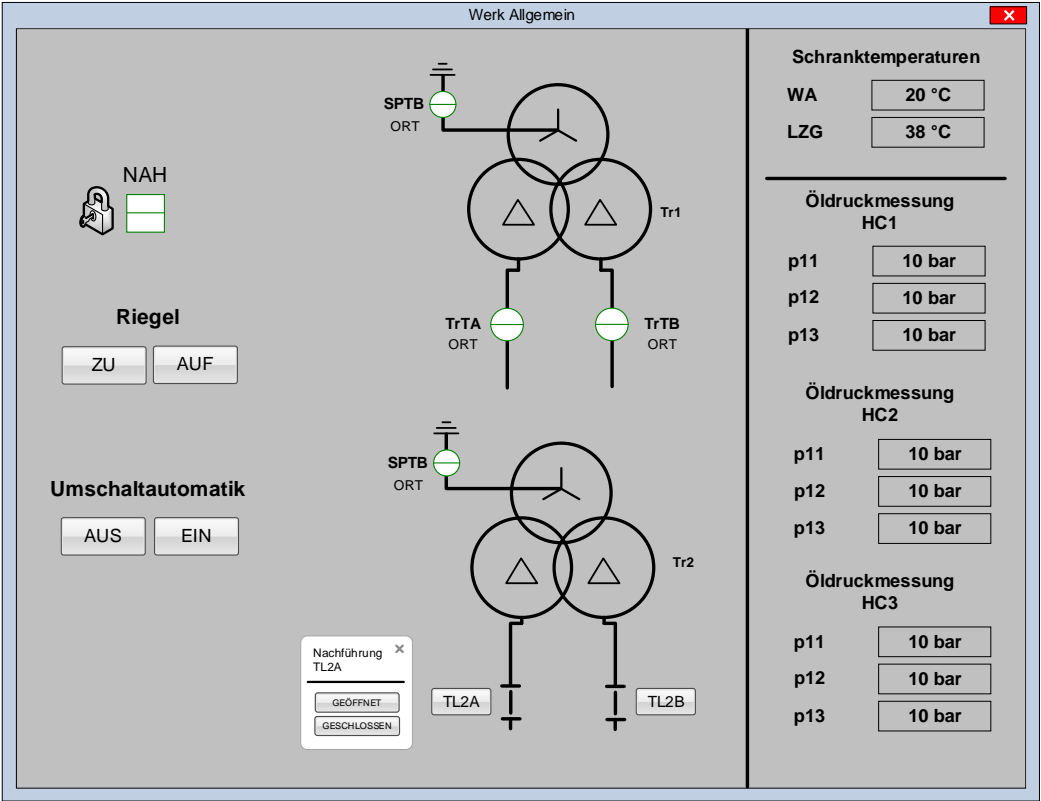 Werk Allgemein
NAH
Riegel
ZU
AUF
Umschaltautomatik
AUS
EIN
SPTB
ORT
Tr1
TrTA
ORT
TrTB
ORT
SPTB
ORT
Tr2
Nachführung
TL2A
GEÖFFNET
GESCHLOSSEN
TL2A
TL2B
Schranktemperaturen
WA 20 °C
LZG 38 °C
Öldruckmessung
HC1
p11 10 bar
p12 10 bar
p13 10 bar
Öldruckmessung
HC2
p11 10 bar
p12 10 bar
p13 10 bar
Öldruckmessung
HC3
p11 10 bar
p12 10 bar
p13 10 bar